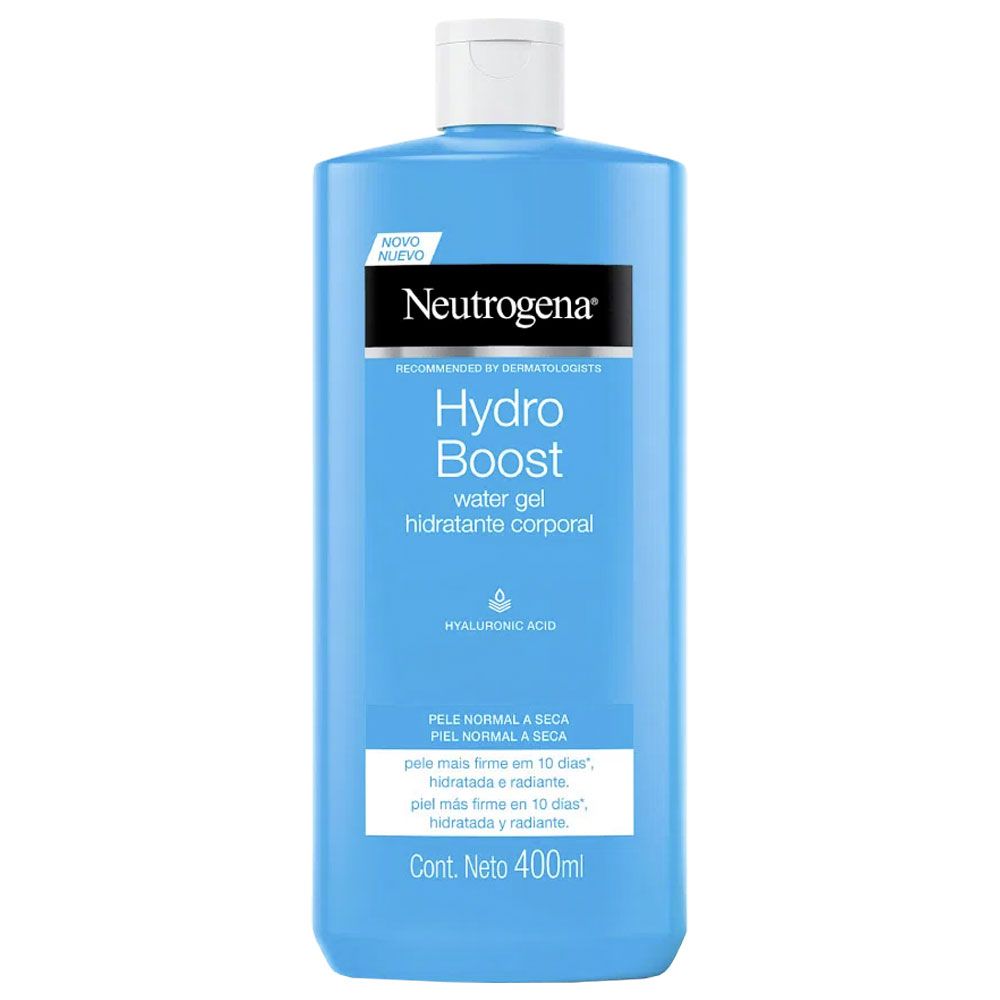 NOVO
NUEVO
Neutrogena®
RECOMMENDED BY DERMATOLOGISTS
Hydro
Boost
water gel
hidratante corporal
HYALURONIC ACID
PELE NORMAL A SECA
PIEL NORMAL A SECA
pele mais firme em 10 dias*,
hidratada e radiante.
piel más firme en 10 días*,
hidratada y radiante.
Cont. Neto 400ml